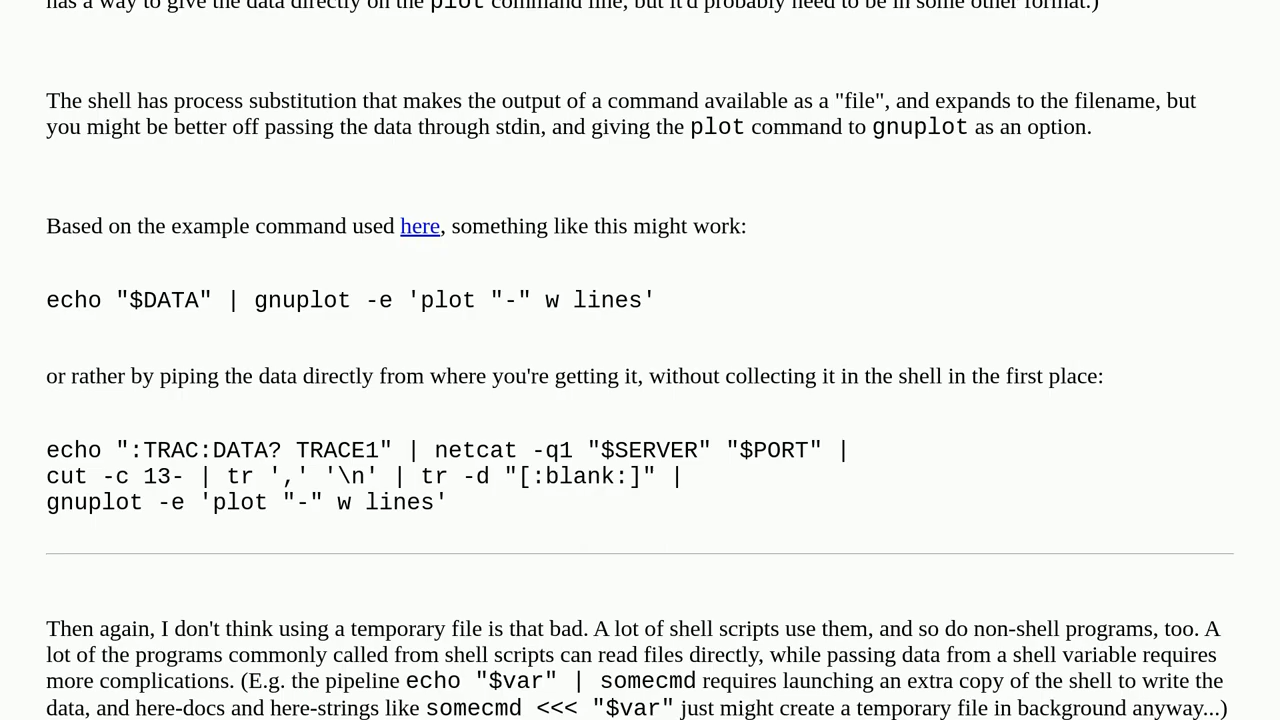 has a way to give the data directly on the plot command line, but it'd probably need to be in some other format.)
The shell has process substitution that makes the output of a command available as a "file", and expands to the filename, but
you might be better off passing the data through stdin, and giving the plot command to gnuplot as an option.
Based on the example command used here, something like this might work:
echo "$DATA" | gnuplot -e 'plot "-" w lines'
or rather by piping the data directly from where you're getting it, without collecting it in the shell in the first place:
echo ":TRAC:DATA? TRACE1" | netcat -q1 "$SERVER" "$PORT" |
cut -c 13- | tr ',' '\n' | tr -d "[:blank:]" |
gnuplot -e 'plot "-" w lines'
Then again, I don't think using a temporary file is that bad. A lot of shell scripts use them, and so do non-shell programs, too. A
lot of the programs commonly called from shell scripts can read files directly, while passing data from a shell variable requires
more complications. (E.g. the pipeline echo "$var" | somecmd requires launching an extra copy of the shell to write the
data, and here-docs and here-strings like somecmd <<< "$var" just might create a temporary file in background anyway...)